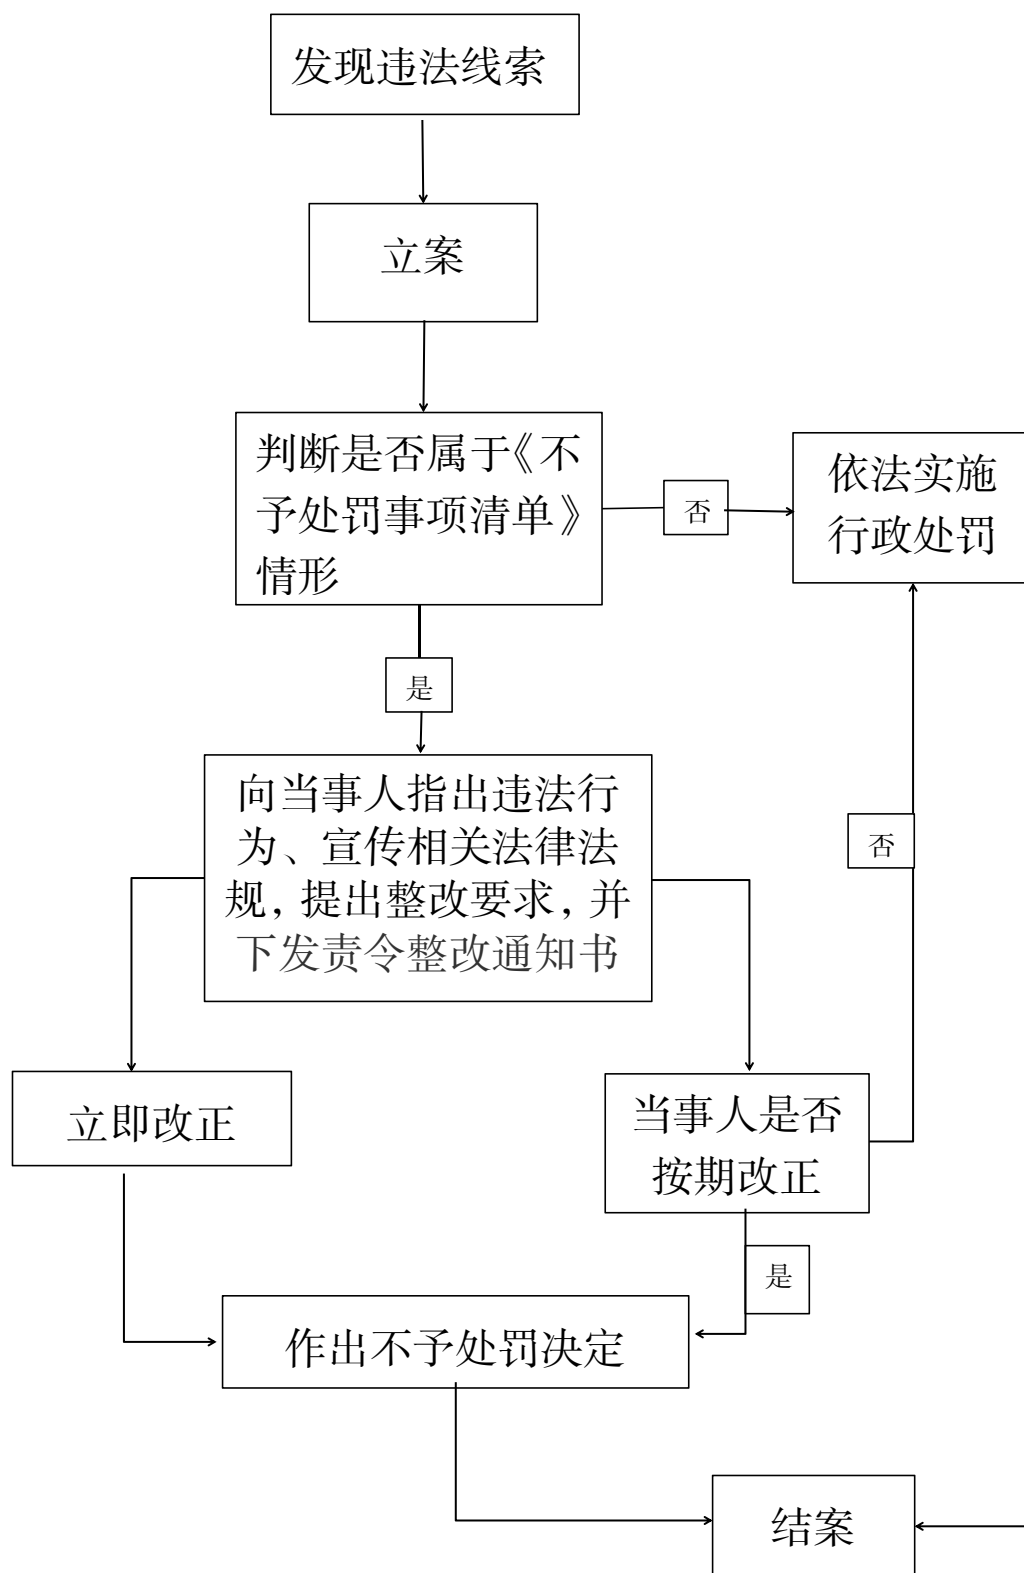 发现违法线索
立案
判断是否属于《不
予处罚事项清单》
情形
否
依法实施
行政处罚
是
向当事人指出违法行
为、宣传相关法律法
规，提出整改要求，并
下发责令整改通知书
否
立即改正
当事人是否
按期改正
是
作出不予处罚决定
结案